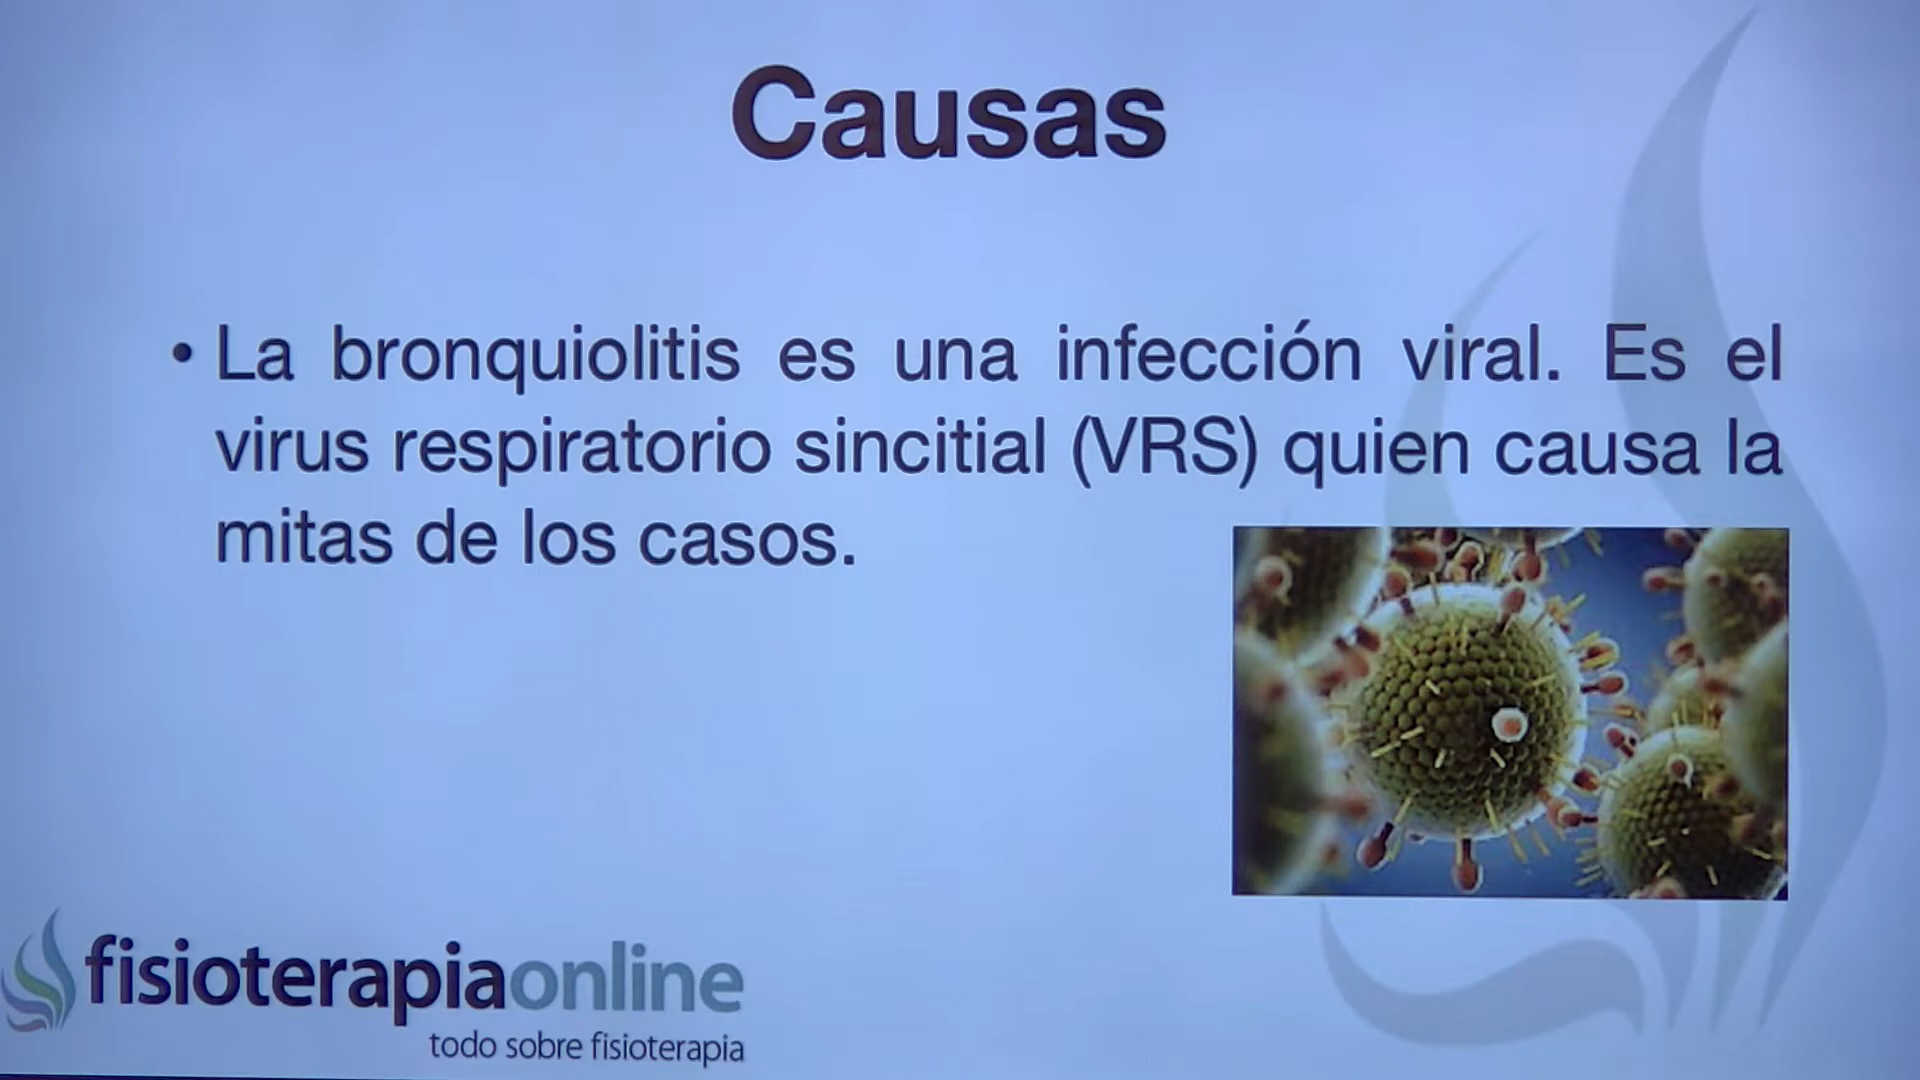 Causas
• La bronquiolitis es una infección viral. Es el
virus respiratorio sincitial (VRS) quien causa la
mitas de los casos.
fisioterapiaonline
todo sobre fisioterapia